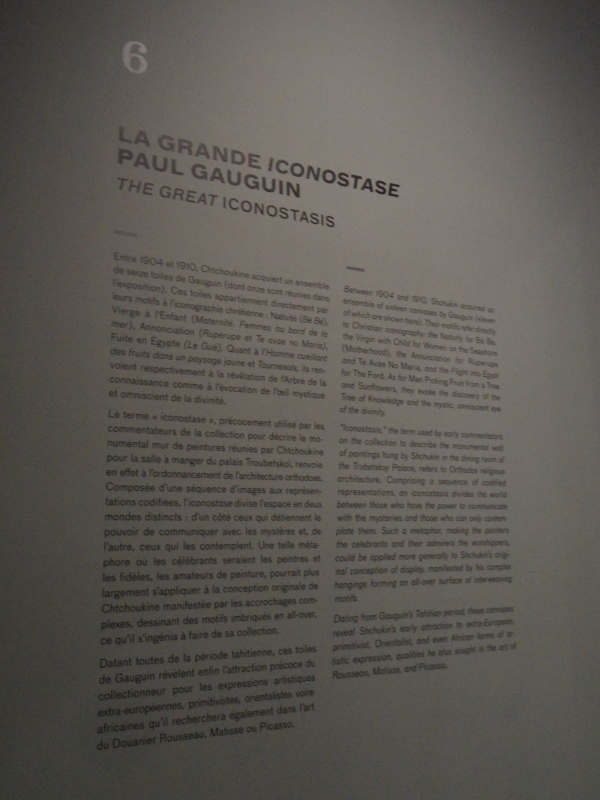 6
LA GRANDE ICONOSTASE
PAUL GAUGUIN
THE GREAT ICONOSTASIS
Entre 1904 et 1910, Chtchoukine acquiert un ensemble
de seize toiles de Gauguin (dont onze sont réunies dans
l'exposition). Ces toiles appartiennent directement par
leurs motifs à l'iconographie chrétienne : Nativité (Bé Bé),
Vierge à l'Enfant (Maternité. Femmes au bord de la
mer), Annonciation (Ruperupe et Te avae no Maria),
Fuite en Égypte (Le Gué). Quant à l'Homme cueillant
des fruits dans un paysage jaune et Tournesols, ils ren-
voient respectivement à la révélation de l'Arbre de la
connaissance comme à l'évocation de l'œil mystique
et omniscient de la divinité.
Le terme « iconostase », précocement utilisé par les
commentateurs de la collection pour décrire le mo-
numental mur de peintures réunies par Chtchoukine
pour la salle à manger du palais Troubetskoï, renvoie
en effet à l'ordonnancement de l'architecture orthodoxe.
Composée d'une séquence d'images aux représen-
tations codifiées, l'iconostase divise l'espace en deux
mondes distincts : d'un côté ceux qui détiennent le
pouvoir de communiquer avec les mystères et, de
l'autre, ceux qui les contemplent. Une telle méta-
phore où les célébrants seraient les peintres et
les fidèles, les amateurs de peinture, pourrait plus
largement s'appliquer à la conception originale de
Chtchoukine manifestée par les accrochages com-
plexes, dessinant des motifs imbriqués en all-over,
ce qu'il s'ingénia à faire de sa collection.
Datant toutes de la période tahitienne, ces toiles
de Gauguin révèlent enfin l'attraction précoce du
collectionneur pour les expressions artistiques
extra-européennes, primitivistes, orientalistes voire
africaines qu'il recherchera également dans l'art
du Douanier Rousseau, Matisse ou Picasso.
Between 1904 and 1910, Shchukin acquired an
ensemble of sixteen canvases by Gauguin (eleven
of which are shown here). Their motifs refer directly
to Christian iconography: the Nativity for Be Be,
the Virgin with Child for Women on the Seashore
(Motherhood), the Annunciation for Ruperupe
and Te Avae No Maria, and the Flight into Egypt
for The Ford. As for Man Picking Fruit from a Tree
and Sunflowers, they evoke the discovery of the
Tree of Knowledge and the mystic, omniscient eye
of the divinity.
"Iconostasis," the term used by early commentators
on the collection to describe the monumental wall
of paintings hung by Shchukin in the dining room of
the Trubetskoy Palace, refers to Orthodox religious
architecture. Comprising a sequence of codified
representations, an iconostasis divides the world
between those who have the power to communicate
with the mysteries and those who can only contem-
plate them. Such a metaphor, making the painters
the celebrants and their admirers the worshippers,
could be applied more generally to Shchukin's origi-
nal conception of display, manifested by his complex
hangings forming an all-over surface of interweaving
motifs.
Dating from Gauguin's Tahitian period, these canvases
reveal Shchukin's early attraction to extra-European,
primitivist, Orientalist, and even African forms of ar-
tistic expression, qualities he also sought in the art of
Rousseau, Matisse, and Picasso.